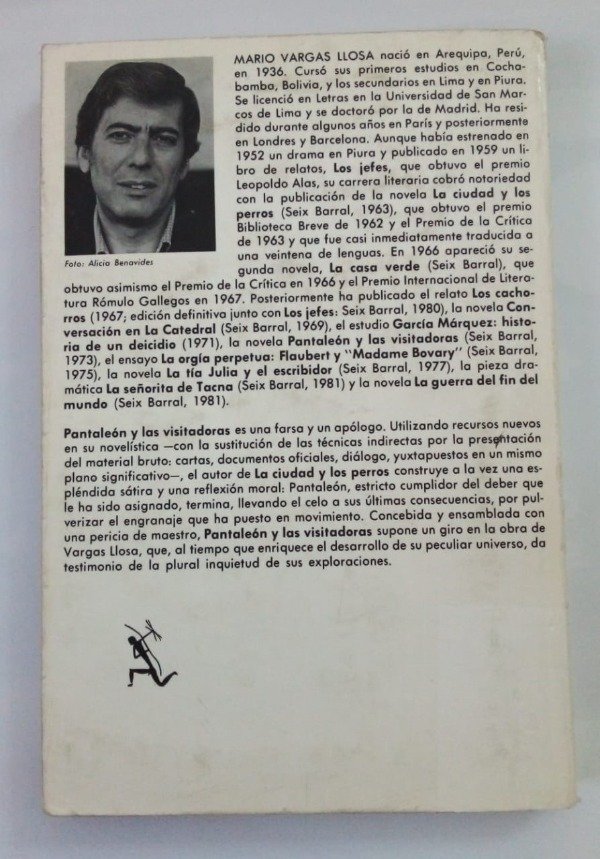 MARIO VARGAS LLOSA nació en Arequipa, Perú,
en 1936. Cursó sus primeros estudios en Cocha-
bamba, Bolivia, y los secundarios en Lima y en Piura.
Se licenció en Letras en la Universidad de San Mar-
cos de Lima y se doctoró por la de Madrid. Ha resi-
dido durante algunos años en París y posteriormente
en Londres y Barcelona. Aunque había estrenado en
1952 un drama en Piura y publicado en 1959 un li-
bro de relatos, Los jefes, que obtuvo el premio
Leopoldo Alas, su carrera literaria cobró notoriedad
con la publicación de la novela La ciudad y los
perros (Seix Barral, 1963), que obtuvo el premio
Biblioteca Breve de 1962 y el Premio de la Crítica
de 1963 y que fue casi inmediatamente traducida a
una veintena de lenguas. En 1966 apareció su se-
gunda novela, La casa verde (Seix Barral), que
Foto: Alicia Benavides
obtuvo asimismo el Premio de la Crítica en 1966 y el Premio Internacional de Litera-
tura Rómulo Gallegos en 1967. Posteriormente ha publicado el relato Los cacho-
rros (1967; edición definitiva junto con Los jefes: Seix Barral, 1980), la novela Con-
versación en La Catedral (Seix Barral, 1969), el estudio García Márquez: histo-
ria de un deicidio (1971), la novela Pantaleón y las visitadoras (Seix Barral,
1973), el ensayo La orgía perpetua: Flaubert y "Madame Bovary" (Seix Barral,
1975), la novela La tía Julia y el escribidor (Seix Barral, 1977), la pieza dra-
mática La señorita de Tacna (Seix Barral, 1981) y la novela La guerra del fin del
mundo (Seix Barral, 1981).
Pantaleón y las visitadoras es una farsa y un apólogo. Utilizando recursos nuevos
en su novelística —con la sustitución de las técnicas indirectas por la presentación
del material bruto: cartas, documentos oficiales, diálogo, yuxtapuestos en un mismo
plano significativo—, el autor de La ciudad y los perros construye a la vez una es-
pléndida sátira y una reflexión moral: Pantaleón, estricto cumplidor del deber que
le ha sido asignado, termina, llevando el celo a sus últimas consecuencias, por pul-
verizar el engranaje que ha puesto en movimiento. Concebida y ensamblada con
una pericia de maestro, Pantaleón y las visitadoras supone un giro en la obra de
Vargas Llosa, que, al tiempo que enriquece el desarrollo de su peculiar universo, da
testimonio de la plural inquietud de sus exploraciones.